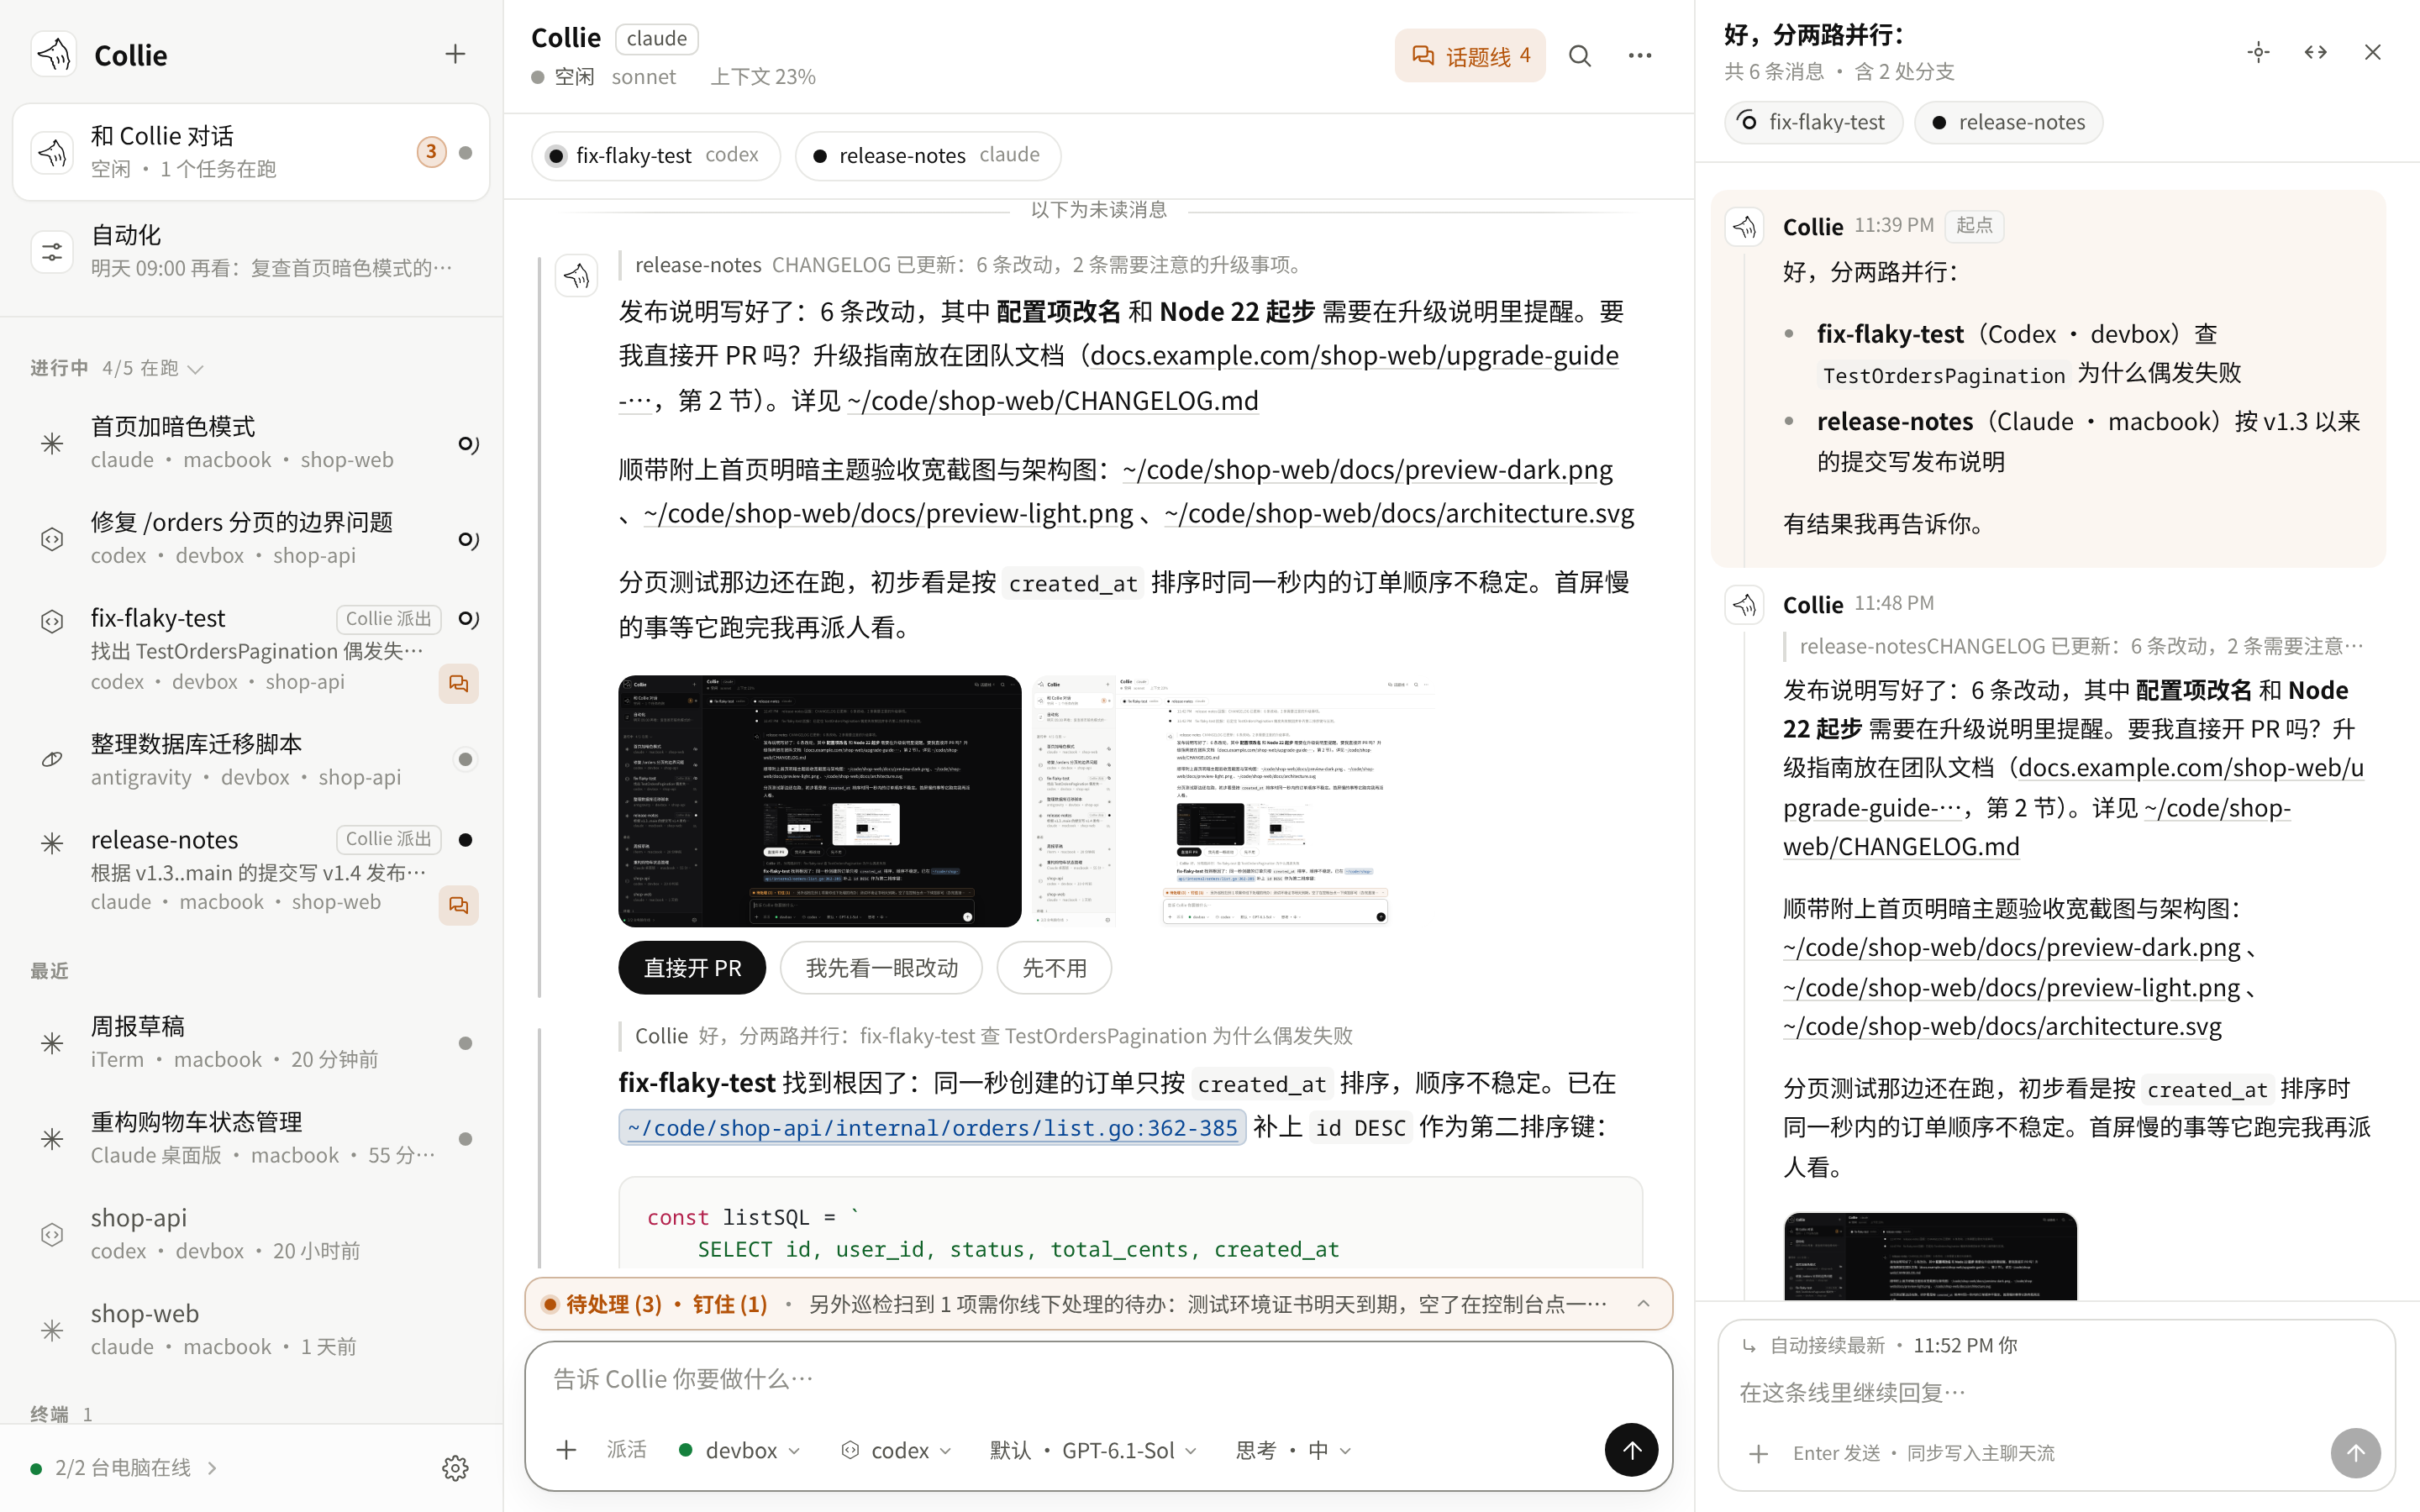 Collie
和 Collie 对话
空闲 • 1 个任务在跑
3
自动化
明天 09:00 再看：复查首页暗色模式的…
进行中 4/5 在跑
首页加暗色模式
claude • macbook • shop-web
修复 /orders 分页的边界问题
codex • devbox • shop-api
fix-flaky-test
Collie 派出
找出 TestOrdersPagination 偶发失…
codex • devbox • shop-api
整理数据库迁移脚本
antigravity • devbox • shop-api
release-notes
Collie 派出
根据 v1.3..main 的提交写 v1.4 发布…
claude • macbook • shop-web
最近
周报草稿
iTerm • macbook • 20 分钟前
重构购物车状态管理
Claude 桌面版 • macbook • 55 分…
shop-api
codex • devbox • 20 小时前
shop-web
claude • macbook • 1 天前
终端 1
2/2 台电脑在线
Collie claude
空闲 sonnet 上下文 23%
话题线 4
fix-flaky-test codex
release-notes claude
以下为未读消息
release-notes CHANGELOG 已更新：6 条改动，2 条需要注意的升级事项。
发布说明写好了：6 条改动，其中 配置项改名 和 Node 22 起步 需要在升级说明里提醒。要
我直接开 PR 吗？升级指南放在团队文档（docs.example.com/shop-web/upgrade-guide
-…，第 2 节）。详见 ~/code/shop-web/CHANGELOG.md
顺带附上首页明暗主题验收宽截图与架构图：~/code/shop-web/docs/preview-dark.png
、~/code/shop-web/docs/preview-light.png 、~/code/shop-web/docs/architecture.svg
分页测试那边还在跑，初步看是按 created_at 排序时同一秒内的订单顺序不稳定。首屏慢
的事等它跑完我再派人看。
直接开 PR
我先看一眼改动
先不用
Collie 好，分两路并行：fix-flaky-test 查 TestOrdersPagination 为什么偶发失败
fix-flaky-test 找到根因了：同一秒创建的订单只按 created_at 排序，顺序不稳定。已在
~/code/shop-api/internal/orders/list.go:362-385 补上 id DESC 作为第二排序键：
const listSQL = `
SELECT id, user_id, status, total_cents, created_at
待处理 (3) • 钉住 (1) • 另外巡检扫到 1 项需你线下处理的待办：测试环境证书明天到期，空了在控制台点一…
告诉 Collie 你要做什么…
派活
devbox
codex
默认 • GPT-6.1-Sol
思考 • 中
好，分两路并行：
共 6 条消息 • 含 2 处分支
fix-flaky-test
release-notes
Collie 11:39 PM 起点
好，分两路并行：
• fix-flaky-test（Codex • devbox）查
TestOrdersPagination 为什么偶发失败
• release-notes（Claude • macbook）按 v1.3 以来
的提交写发布说明
有结果我再告诉你。
Collie 11:48 PM
release-notesCHANGELOG 已更新：6 条改动，2 条需要注意…
发布说明写好了：6 条改动，其中 配置项改名 和 Node
22 起步 需要在升级说明里提醒。要我直接开 PR 吗？升
级指南放在团队文档（docs.example.com/shop-web/u
pgrade-guide-…，第 2 节）。详见 ~/code/shop-
web/CHANGELOG.md
顺带附上首页明暗主题验收宽截图与架构图：
~/code/shop-web/docs/preview-dark.png 、
~/code/shop-web/docs/preview-light.png 、
~/code/shop-web/docs/architecture.svg
分页测试那边还在跑，初步看是按 created_at 排序时
同一秒内的订单顺序不稳定。首屏慢的事等它跑完我再派
人看。
自动接续最新 • 11:52 PM 你
在这条线里继续回复…
Enter 发送 • 同步写入主聊天流